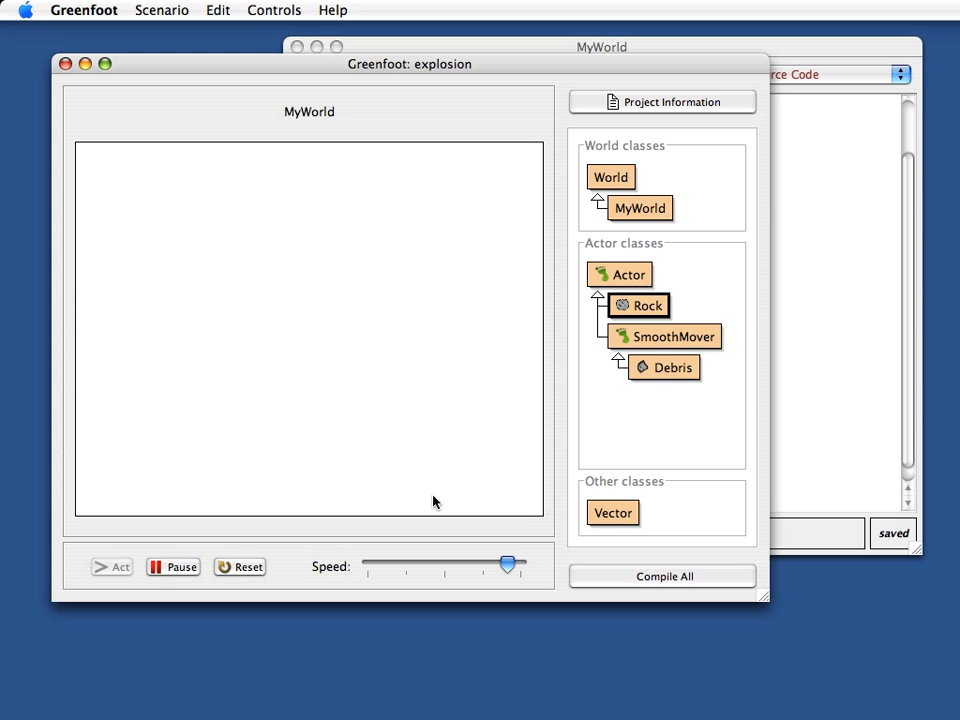 Greenfoot Scenario Edit Controls Help
MyWorld
Greenfoot: explosion
rce Code
MyWorld
Project Information
World classes
World
MyWorld
Actor classes
Actor
Rock
SmoothMover
Debris
Other classes
Vector
saved
Act Pause Reset Speed:
Compile All